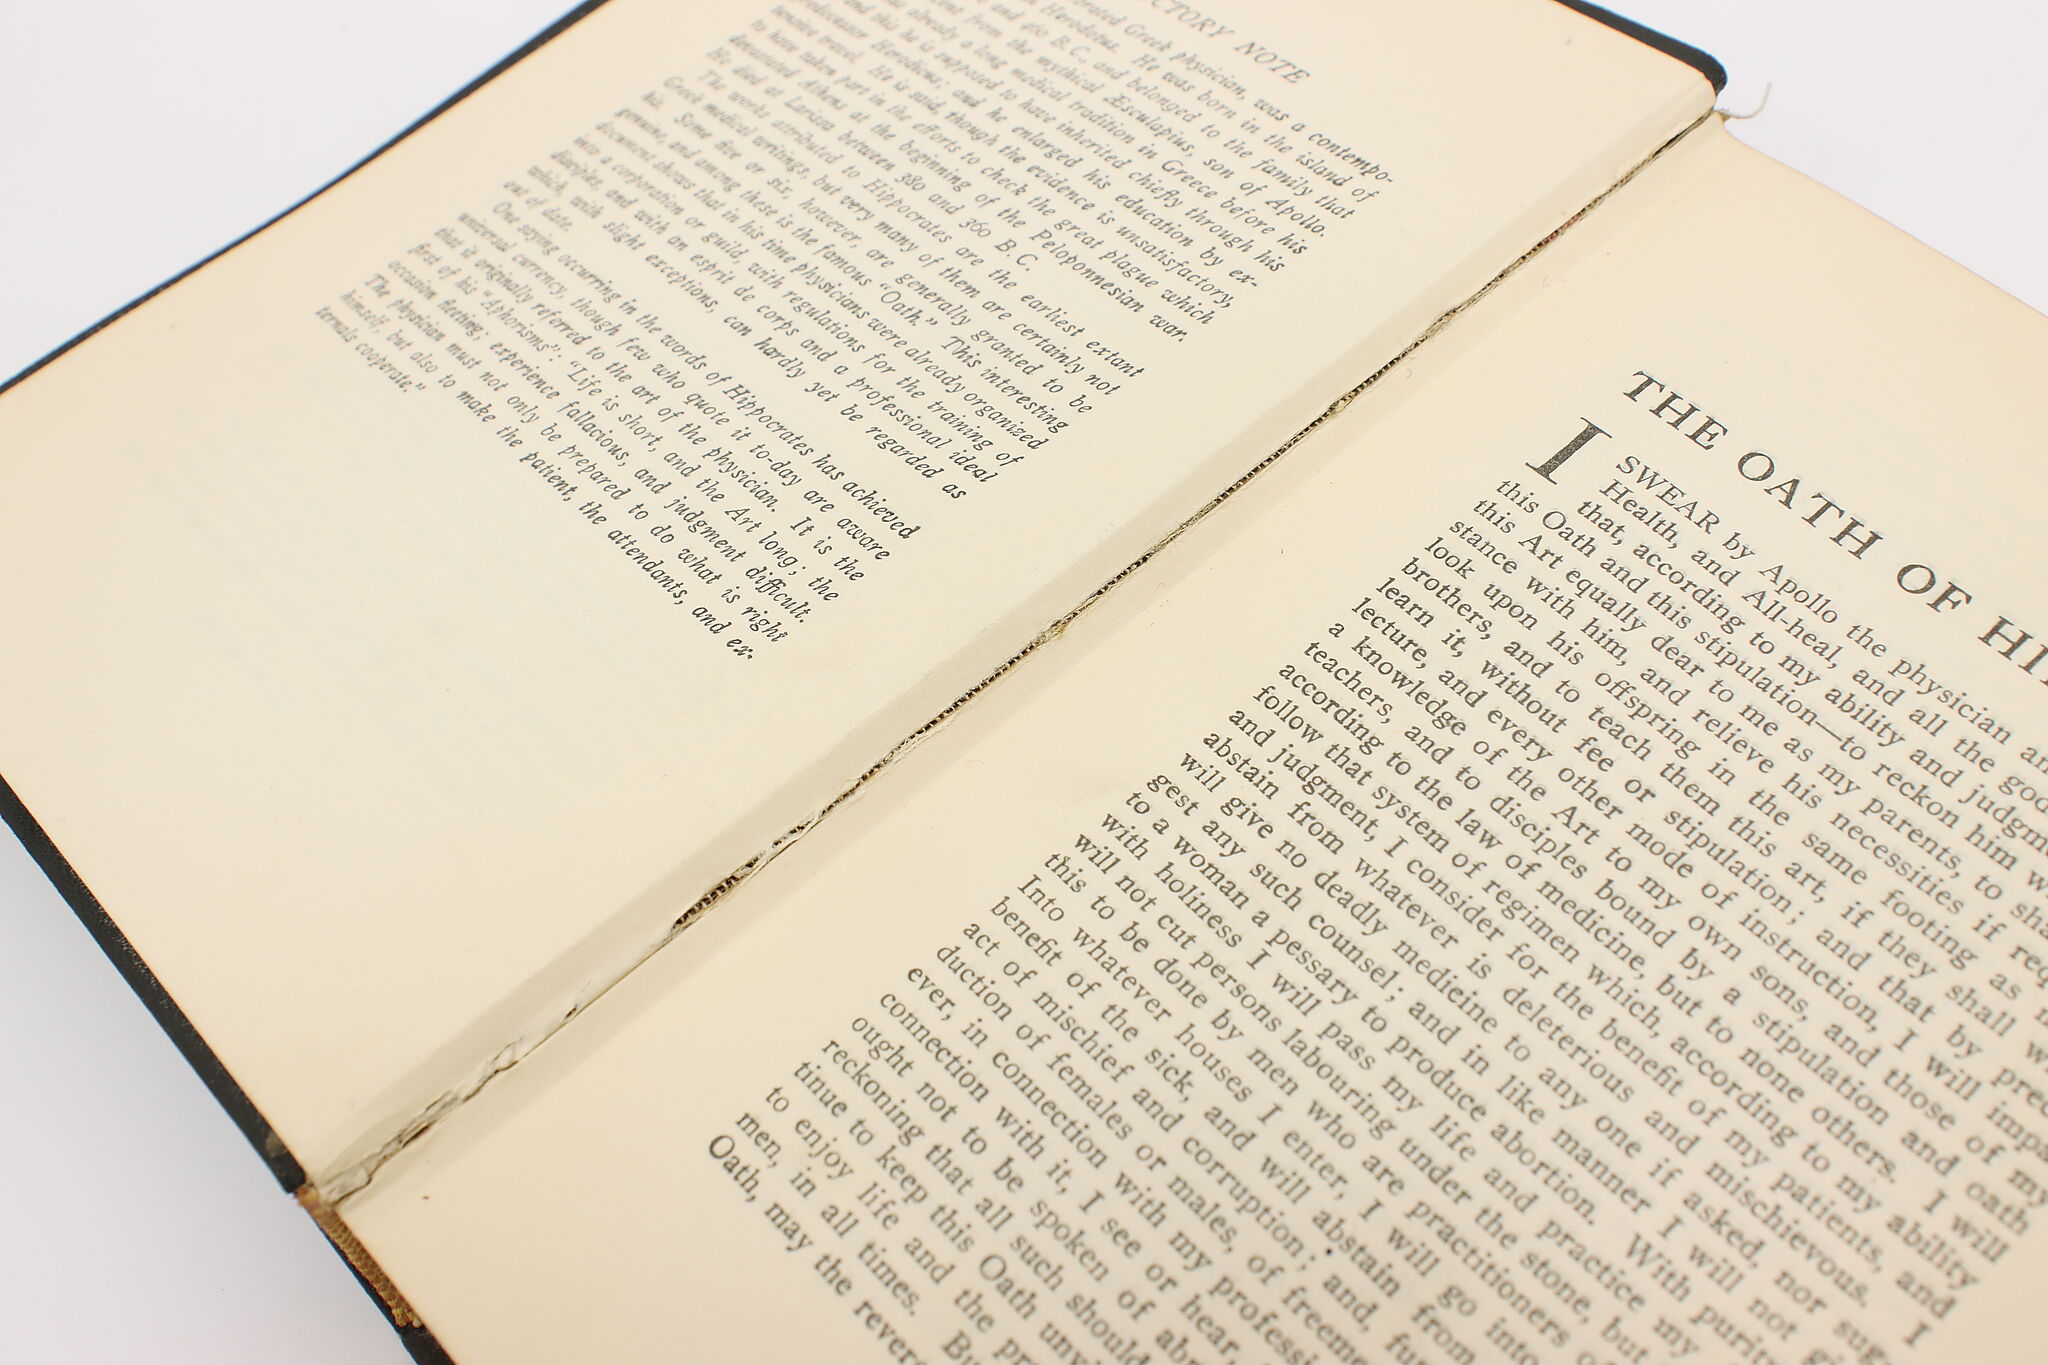 CTORY NOTE
rated Greek physician, was a contempo-
Herodotus. He was born in the island of
and 460 B.C., and belonged to the family that
ent from the mythical Æsculapius, son of Apollo.
as already a long medical tradition in Greece before his
and this he is supposed to have inherited chiefly through his
Herodicus; and he enlarged his education by ex-
tensive travel. He is said, though the evidence is unsatisfactory,
to have taken part in the efforts to check the great plague which
devastated Athens at the beginning of the Peloponnesian war.
He died at Larissa between 380 and 360 B.C.
The works attributed to Hippocrates are the earliest extant
Greek medical writings, but very many of them are certainly not
his. Some five or six, however, are generally granted to be
genuine, and among these is the famous "Oath." This interesting
document shows that in his time physicians were already organized
into a corporation or guild, with regulations for the training of
disciples, and with an esprit de corps and a professional ideal
which, with slight exceptions, can hardly yet be regarded as
out of date.
One saying occurring in the words of Hippocrates has achieved
universal currency, though few who quote it to-day are aware
that it originally referred to the art of the physician. It is the
first of his "Aphorisms": "Life is short, and the Art long; the
occasion fleeting; experience fallacious, and judgment difficult.
The physician must not only be prepared to do what is right
himself, but also to make the patient, the attendants, and ex-
ternals cooperate."
THE OATH OF HI
I SWEAR by Apollo the physician an
Health, and All-heal, and all the god
that, according to my ability and judgm
this Oath and this stipulation—to reckon him w
this Art equally dear to me as my parents, to sha
stance with him, and relieve his necessities if req
look upon his offspring in the same footing as m
brothers, and to teach them this art, if they shall w
learn it, without fee or stipulation; and that by prec
lecture, and every other mode of instruction, I will impa
a knowledge of the Art to my own sons, and those of my
teachers, and to disciples bound by a stipulation and oath
according to the law of medicine, but to none others. I will
follow that system of regimen which, according to my ability
and judgment, I consider for the benefit of my patients, and
abstain from whatever is deleterious and mischievous. I
will give no deadly medicine to any one if asked, nor sug
gest any such counsel; and in like manner I will not gi
to a woman a pessary to produce abortion. With purit
with holiness I will pass my life and practice my
will not cut persons labouring under the stone, but
this to be done by men who are practitioners o
Into whatever houses I enter, I will go into
benefit of the sick, and will abstain from
act of mischief and corruption; and, fur
duction of females or males, of freeme
ever, in connection with my professi
connection with it, I see or hear,
ought not to be spoken of abr
reckoning that all such should
tinue to keep this Oath unvi
to enjoy life and the pr
men, in all times. Bu
Oath, may the revers